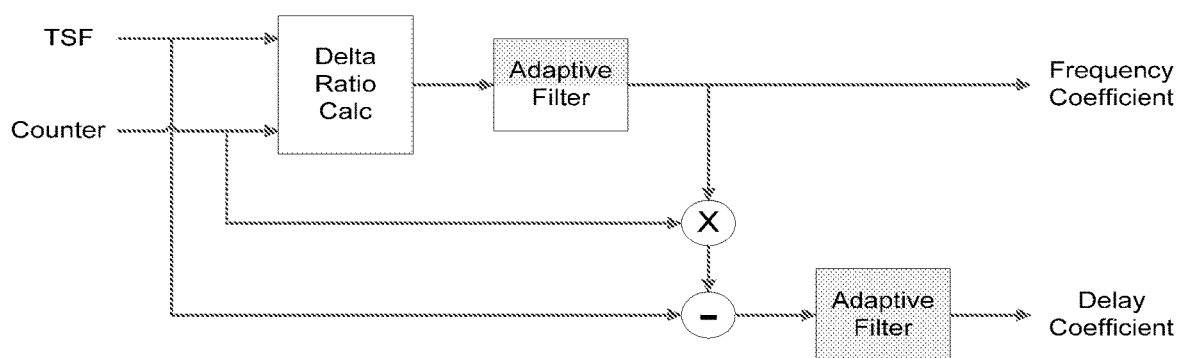 TSF
Counter
Delta
Ratio
Calc
Adaptive
Filter
Frequency
Coefficient
X
-
Adaptive
Filter
Delay
Coefficient